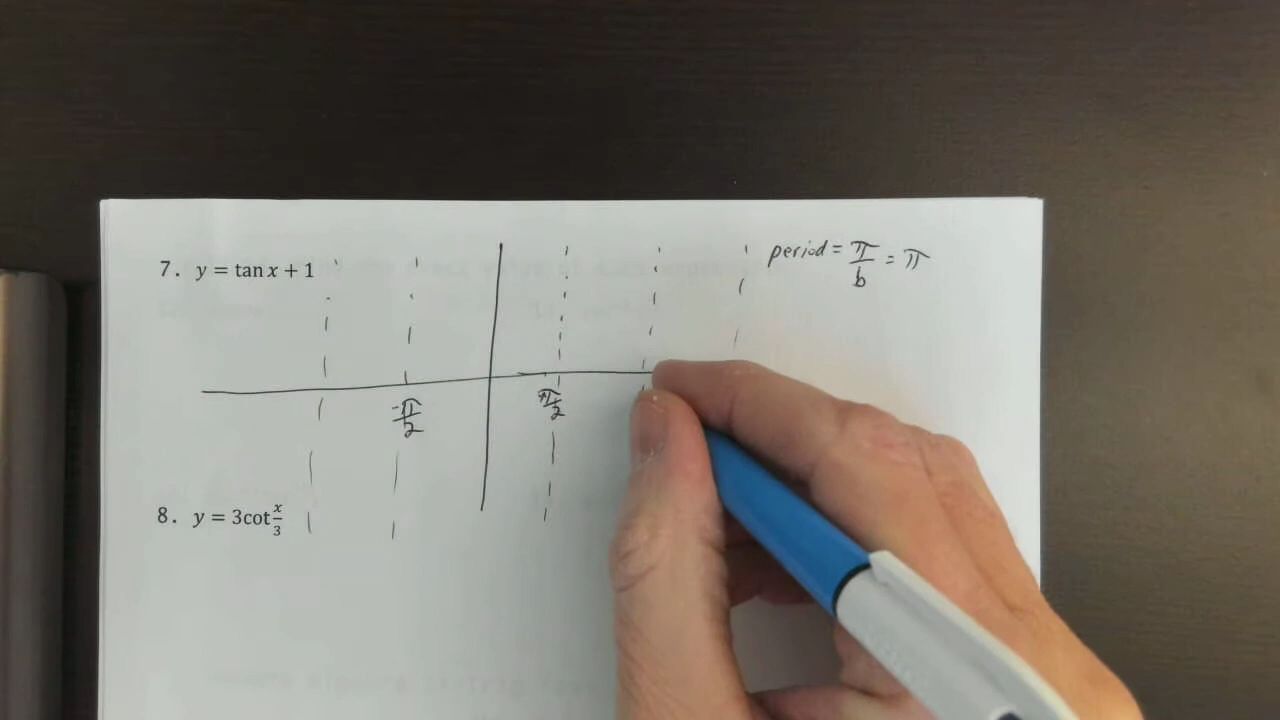 7. y = tan x + 1
period = π/b = π
-π/2
π/2
8. y = 3cot x/3